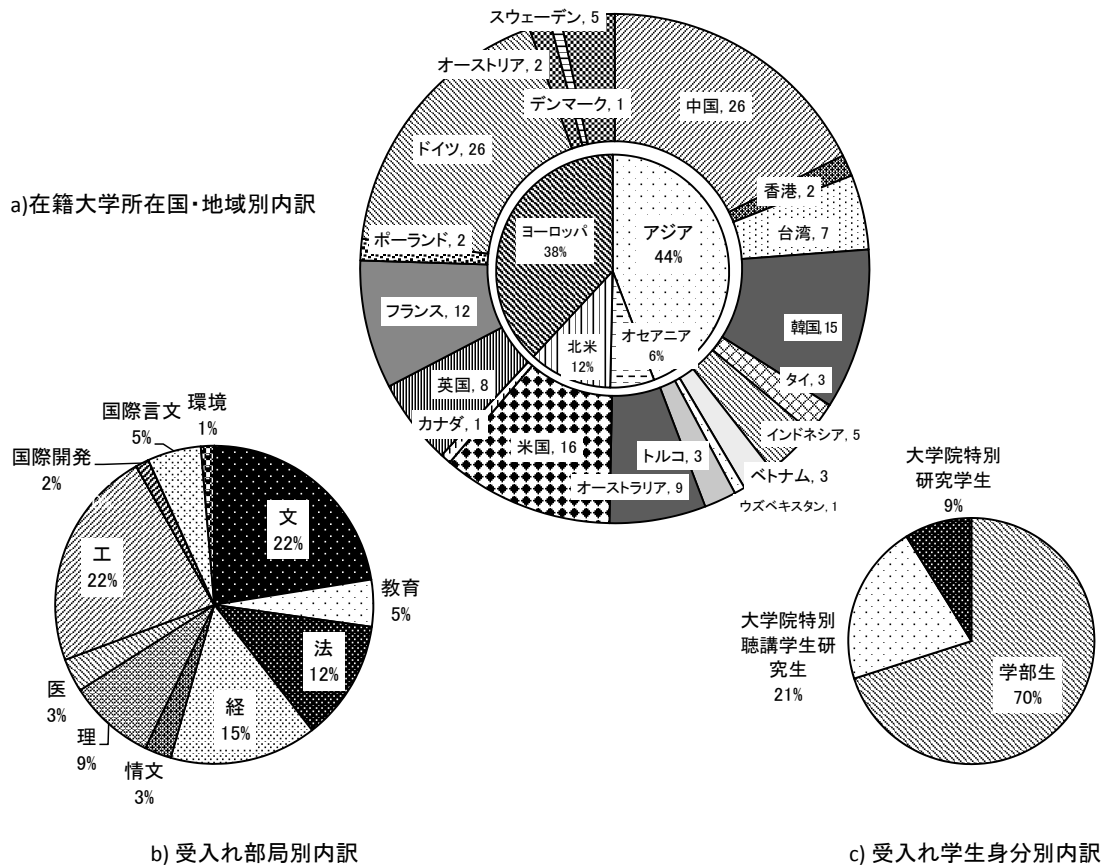 a)在籍大学所在国・地域別内訳
スウェーデン, 5
オーストリア, 2
デンマーク, 1
中国, 26
ドイツ, 26
香港, 2
台湾, 7
ポーランド, 2
ヨーロッパ
38%
アジア
44%
フランス, 12
韓国, 15
北米
12%
オセアニア
6%
タイ, 3
英国, 8
カナダ, 1
米国, 16
インドネシア, 5
トルコ, 3
ベトナム, 3
オーストラリア, 9
ウズベキスタン, 1
国際言文
5%
環境
1%
国際開発
2%
文
22%
工
22%
教育
5%
法
12%
医
3%
経
15%
理
9%
情文
3%
b) 受入れ部局別内訳
大学院特別
研究学生
9%
大学院特別
聴講学生研
究生
21%
学部生
70%
c) 受入れ学生身分別内訳